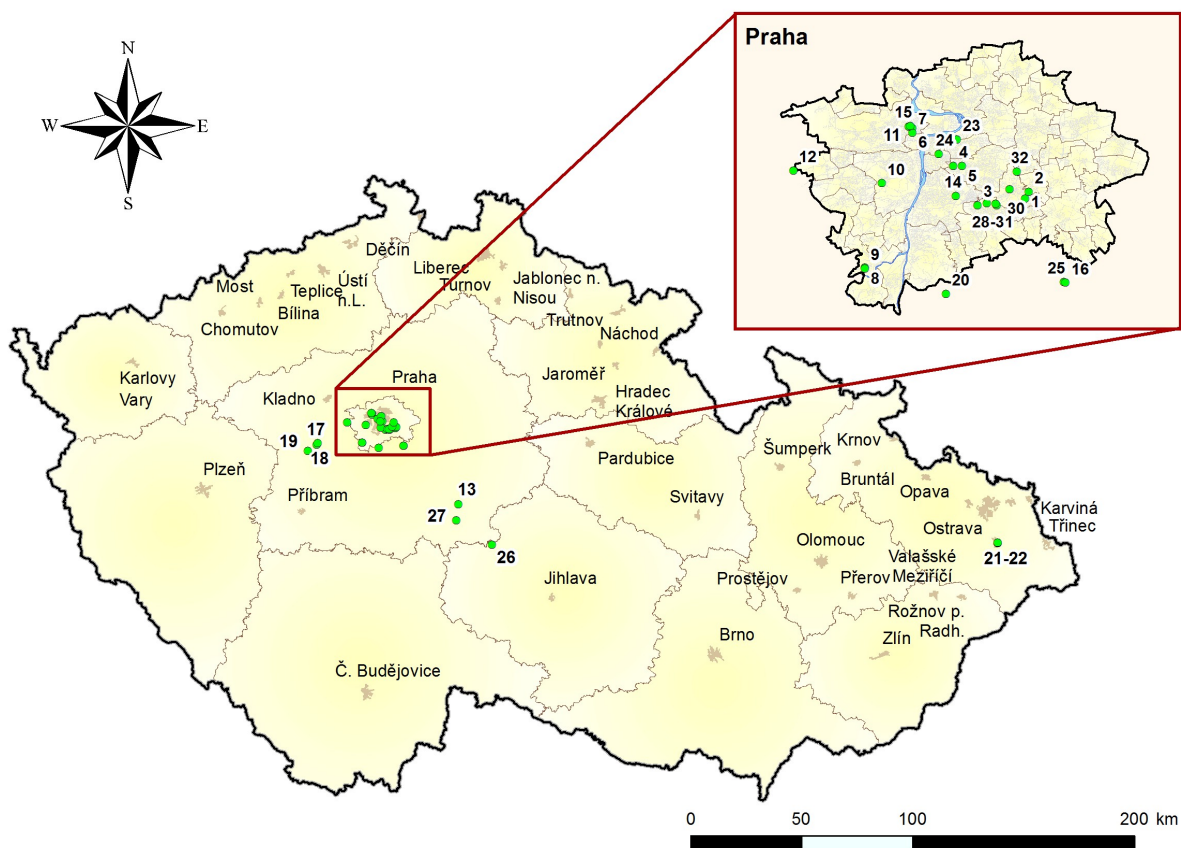 N
W
E
S
Praha
15
7
23
11
6
24
12
10
4
5
32
2
14
3
30
1
28-31
9
8
20
25
16
Děčín
Liberec
Turnov
Most
Teplice
Ústí
n.L.
Bílina
Chomutov
Jablonec n.
Nisou
Trutnov
Náchod
Karlovy
Vary
Kladno
Praha
Jaroměř
Hradec
Králové
19
17
18
Plzeň
Příbram
13
27
26
Pardubice
Svitavy
Šumperk
Krnov
Bruntál
Opava
Karviná
Třinec
Ostrava
21-22
Olomouc
Valašské
Meziříčí
Jihlava
Prostějov
Přerov
Rožnov p.
Radh.
Brno
Zlín
Č. Budějovice
0
50
100
200 km